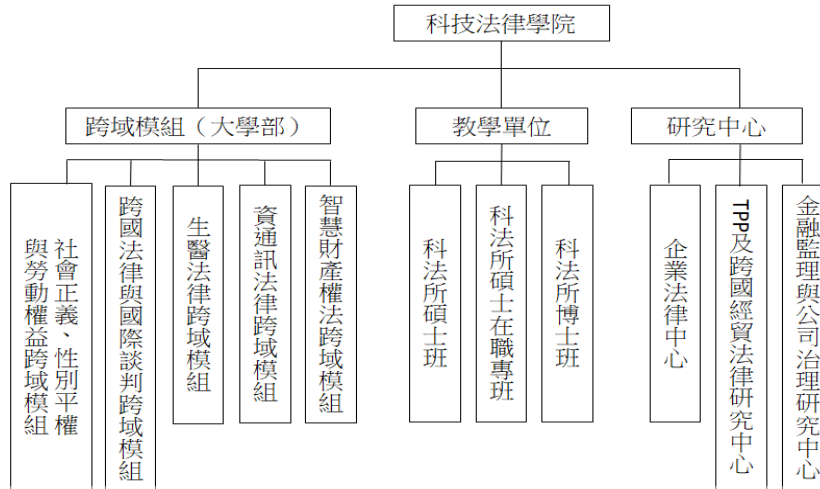 科技法律學院
跨域模組（大學部）
教學單位
研究中心
社會正義、性別平權
與勞動權益跨域模組
跨國法律與國際談判跨域模組
生醫法律跨域模組
資通訊法律跨域模組
智慧財產權法跨域模組
科法所碩士班
科法所碩士在職專班
科法所博士班
企業法律中心
TPP及跨國經貿法律研究中心
金融監理與公司治理研究中心